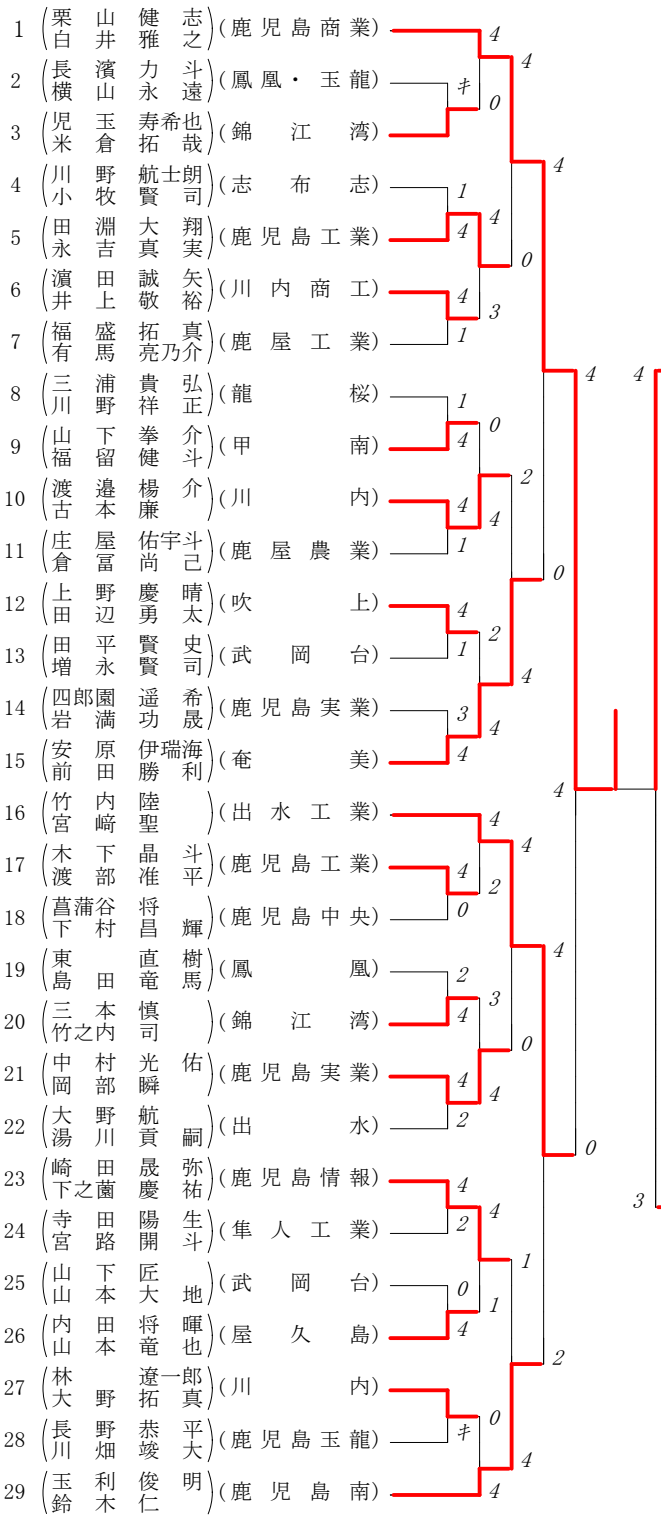 1 (栗山健志 白井雅之) (鹿児島商業) 4 4
2 (長濱力斗 横山永遠) (鳳凰・玉龍) キ 0
3 (児玉寿希也 米倉拓哉) (錦江湾) 4
4 (川野航士朗 小牧賢司) (志布志) 1
5 (田淵大翔 永吉真実) (鹿児島工業) 4 4 0
6 (濵田誠矢 井上敬裕) (川内商工) 4 3
7 (福盛拓真 有馬亮乃介) (鹿屋工業) 1 4 4
8 (三浦貴弘 川野祥正) (龍桜) 1 0
9 (山下拳介 福留健斗) (甲南) 4 2
10 (渡邉楊介 古本廉) (川内) 4 4
11 (庄屋佑宇斗 倉冨尚己) (鹿屋農業) 1 0
12 (上野慶晴 田辺勇太) (吹上) 4 2
13 (田平賢史 増永賢司) (武岡台) 1 4
14 (四郎園遥希 岩満功晟) (鹿児島実業) 3 4
15 (安原伊瑞海 前田勝利) (奄美) 4 4
16 (竹内陸 宮﨑聖) (出水工業) 4 4
17 (木下晶斗 渡部准平) (鹿児島工業) 4 2
18 (菖蒲谷将 下村昌輝) (鹿児島中央) 0 4
19 (東直樹 島田竜馬) (鳳凰) 2 3
20 (三本慎 竹之内司) (錦江湾) 4 0
21 (中村光佑 岡部瞬) (鹿児島実業) 4 4
22 (大野航 湯川貢嗣) (出水) 2 0
23 (崎田晟弥 下之薗慶祐) (鹿児島情報) 4 4 3
24 (寺田陽生 宮路開斗) (隼人工業) 2 1
25 (山下匠 山本大地) (武岡台) 0 1
26 (内田将暉 山本竜也) (屋久島) 4 2
27 (林遼一郎 大野拓真) (川内) 0
28 (長野恭平 川畑竣大) (鹿児島玉龍) キ 4
29 (玉利俊明 鈴木仁) (鹿児島南) 4